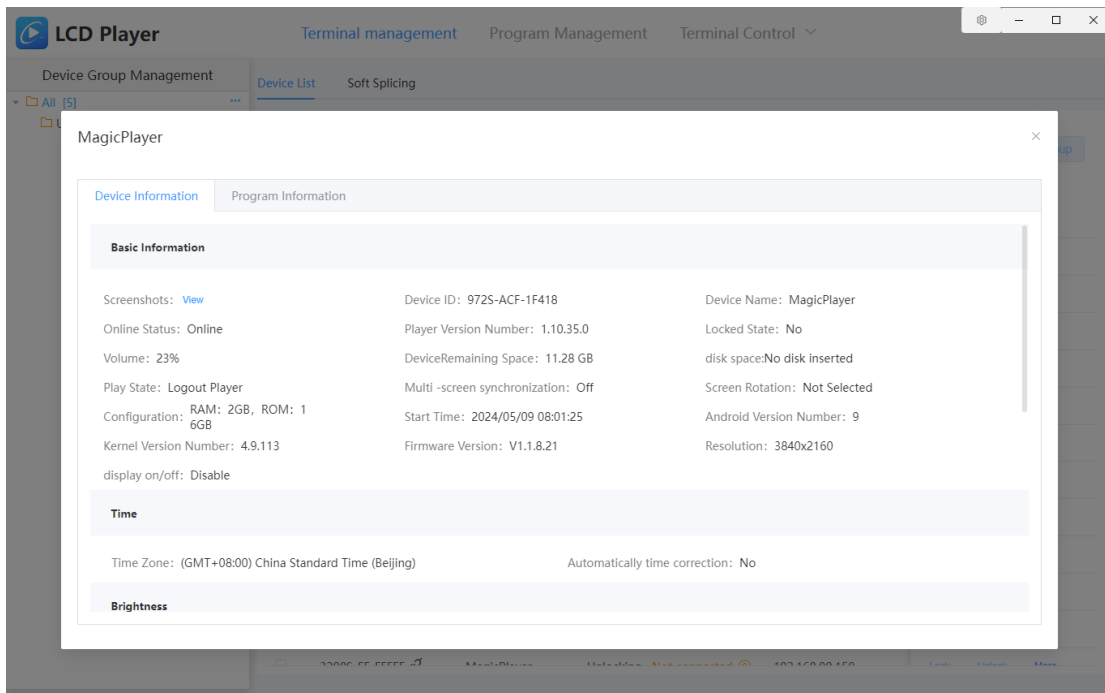 LCD Player
Terminal management Program Management Terminal Control
Device Group Management
Device List Soft Splicing
All [5]
MagicPlayer
Device Information Program Information
Basic Information
Screenshots: View Device ID: 972S-ACF-1F418 Device Name: MagicPlayer
Online Status: Online Player Version Number: 1.10.35.0 Locked State: No
Volume: 23% DeviceRemaining Space: 11.28 GB disk space:No disk inserted
Play State: Logout Player Multi -screen synchronization: Off Screen Rotation: Not Selected
Configuration: RAM: 2GB, ROM: 1
6GB
Start Time: 2024/05/09 08:01:25 Android Version Number: 9
Kernel Version Number: 4.9.113 Firmware Version: V1.1.8.21 Resolution: 3840x2160
display on/off: Disable
Time
Time Zone: (GMT+08:00) China Standard Time (Beijing) Automatically time correction: No
Brightness
MagicPlayer Unlocking Not connected